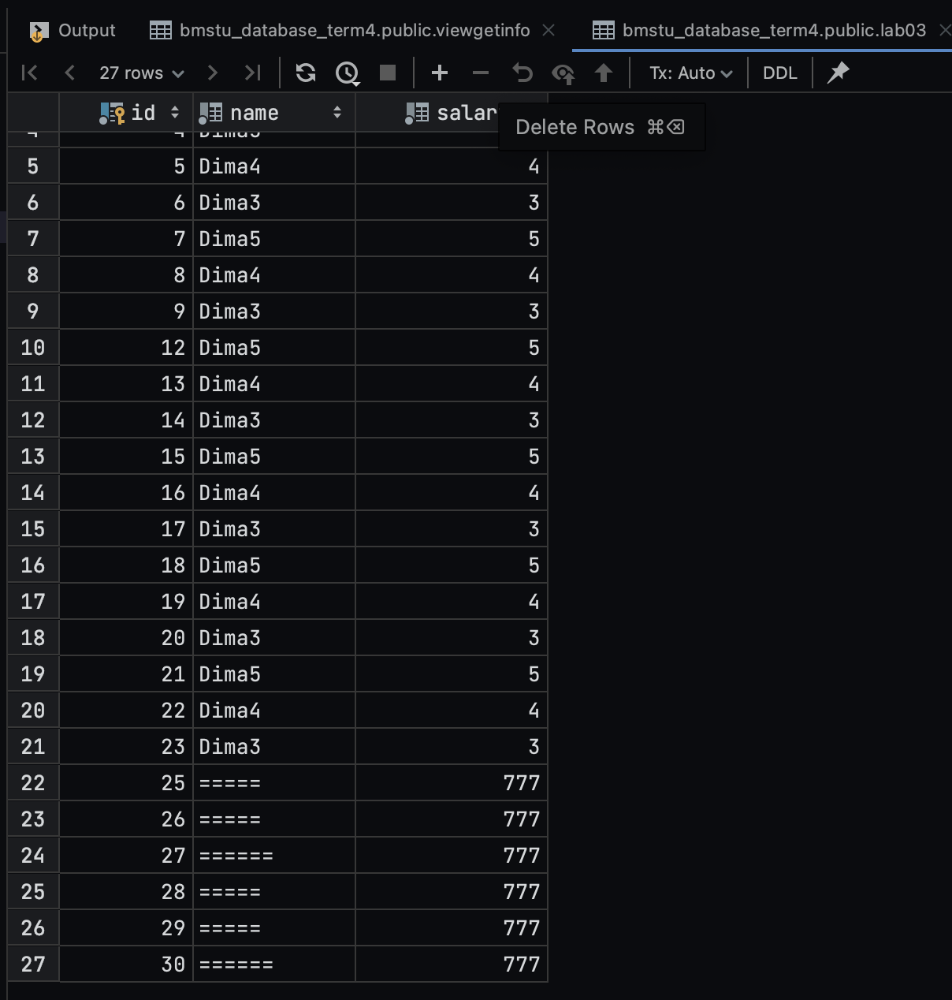 Output bmstu_database_term4.public.viewgetinfo bmstu_database_term4.public.lab03
27 rows Tx: Auto DDL
id name
Delete Rows ⌘⌫
4 4 Dima3
5 5 Dima4 4
6 6 Dima3 3
7 7 Dima5 5
8 8 Dima4 4
9 9 Dima3 3
10 12 Dima5 5
11 13 Dima4 4
12 14 Dima3 3
13 15 Dima5 5
14 16 Dima4 4
15 17 Dima3 3
16 18 Dima5 5
17 19 Dima4 4
18 20 Dima3 3
19 21 Dima5 5
20 22 Dima4 4
21 23 Dima3 3
22 25 ===== 777
23 26 ===== 777
24 27 ====== 777
25 28 ===== 777
26 29 ===== 777
27 30 ====== 777